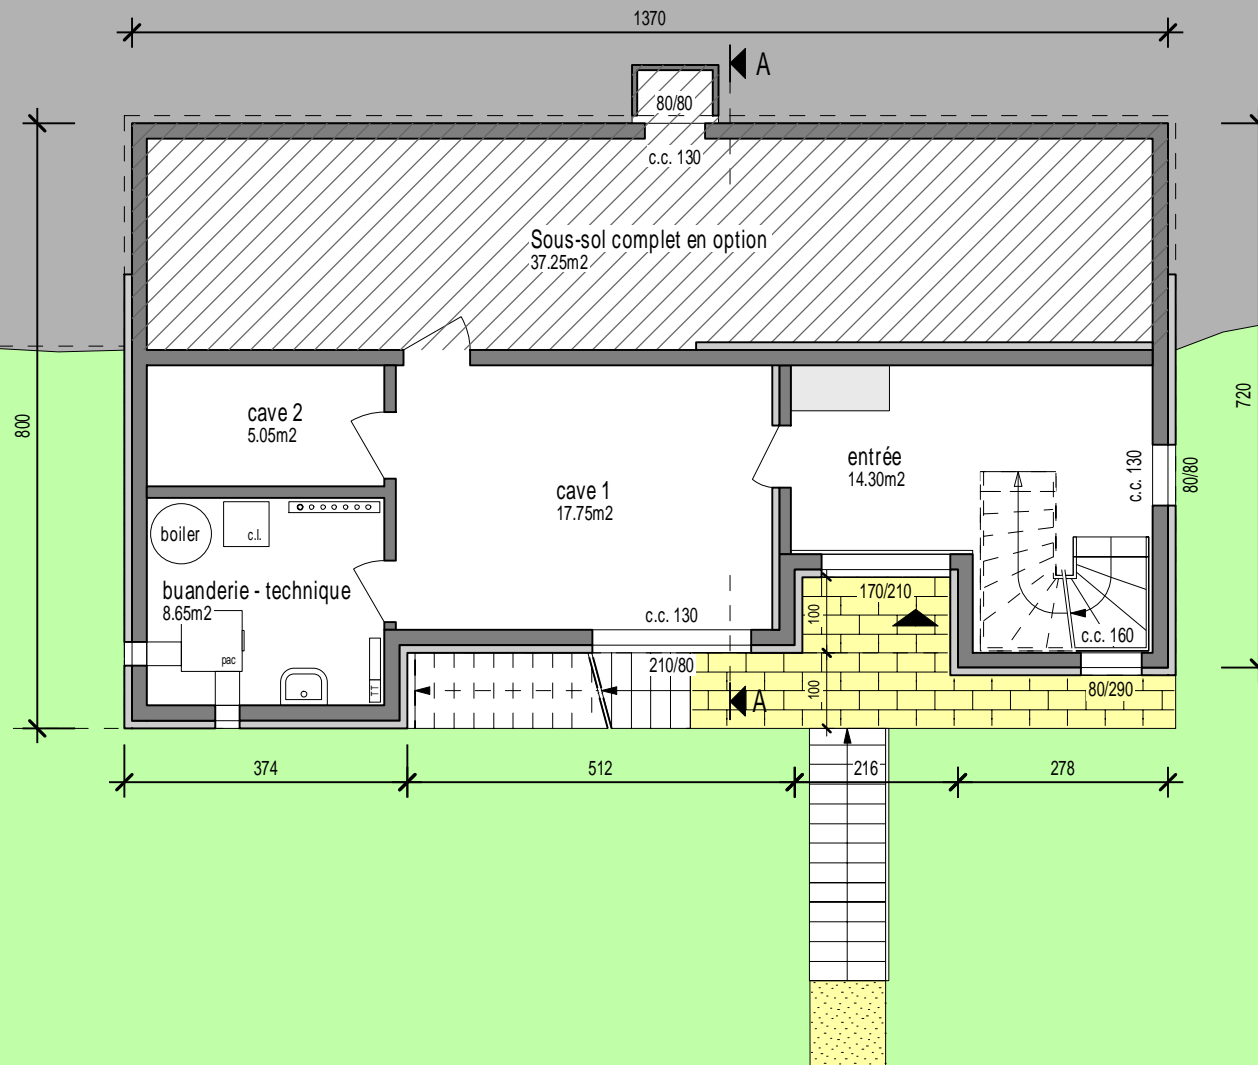 1370
A
80/80
c.c. 130
Sous-sol complet en option
37.25m2
800
720
cave 2
5.05m2
entrée
14.30m2
c.c. 130
80/80
cave 1
17.75m2
boiler
c.l.
buanderie - technique
8.65m2
170/210
100
c.c. 130
c.c. 160
pac
210/80
TT
100
A
80/290
374
512
216
278